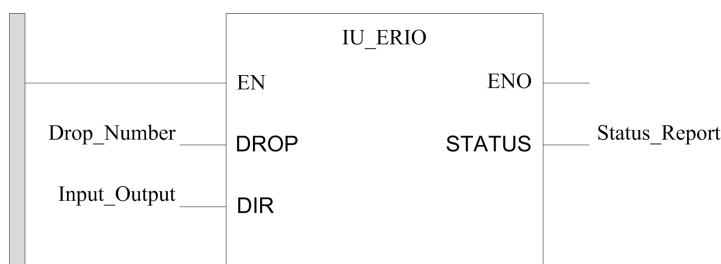 IU_ERIO
EN ENO
Drop_Number DROP STATUS Status_Report
Input_Output DIR